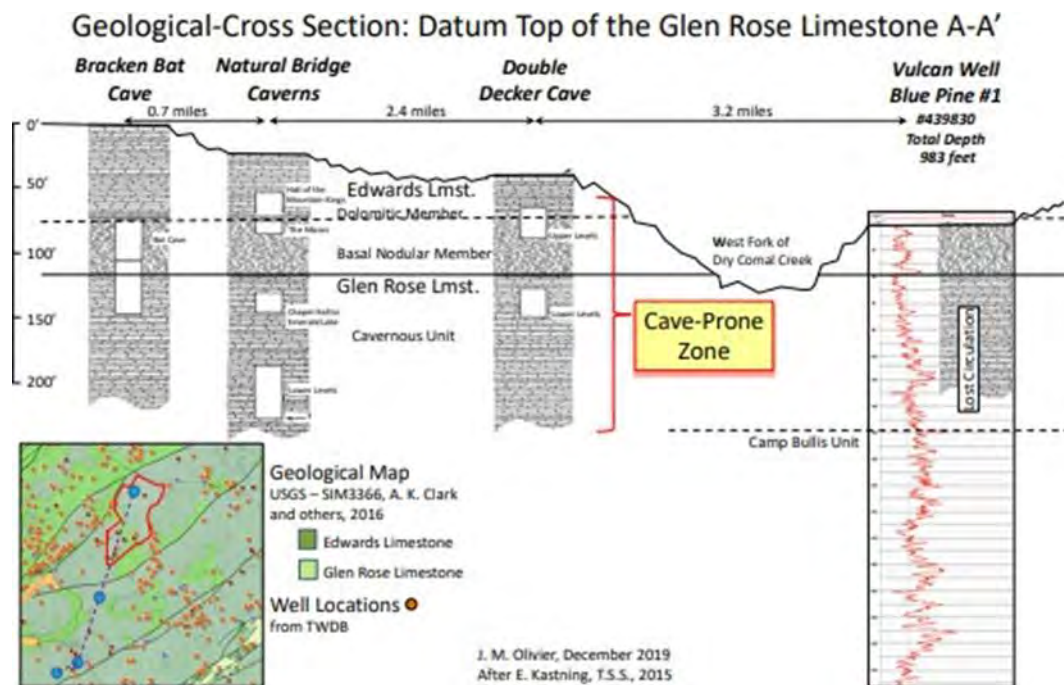 Geological-Cross Section: Datum Top of the Glen Rose Limestone A-A’
Bracken Bat
Cave
Natural Bridge
Caverns
Double
Decker Cave
Vulcan Well
Blue Pine #1
#439830
Total Depth
983 feet
0.7 miles
2.4 miles
3.2 miles
0’
50’
100’
150’
200’
Hall of the
Mountain Kings
Bat Cave
Edwards Lmst.
Dolomitic Member
Basal Nodular Member
Glen Rose Lmst.
Cavernous Unit
Emerald Lake
Lower Levels
Upper Levels
Lower Levels
West Fork of
Dry Comal Creek
Cave-Prone
Zone
Lost Circulation
Camp Bullis Unit
Geological Map
USGS – SIM3366, A. K. Clark
and others, 2016
Edwards Limestone
Glen Rose Limestone
Well Locations
from TWDB
J. M. Olivier, December 2019
After E. Kastning, T.S.S., 2015